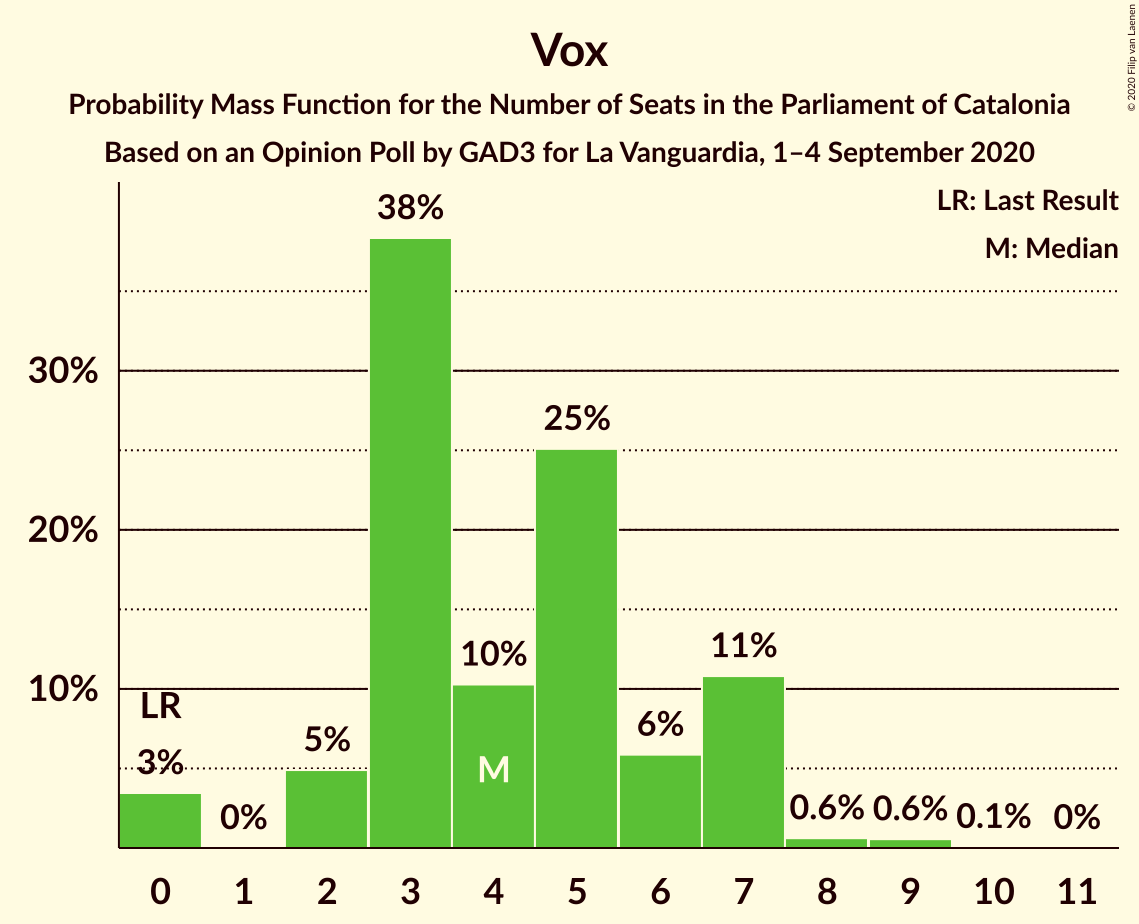 Vox
Probability Mass Function for the Number of Seats in the Parliament of Catalonia
Based on an Opinion Poll by GAD3 for La Vanguardia, 1–4 September 2020
© 2020 Filip van Laenen
LR: Last Result
M: Median
38%
30%
25%
20%
11%
10%
10%
LR
6%
5%
3%
M
0%
0.6%
0.6%
0.1%
0%
0 1 2 3 4 5 6 7 8 9 10 11